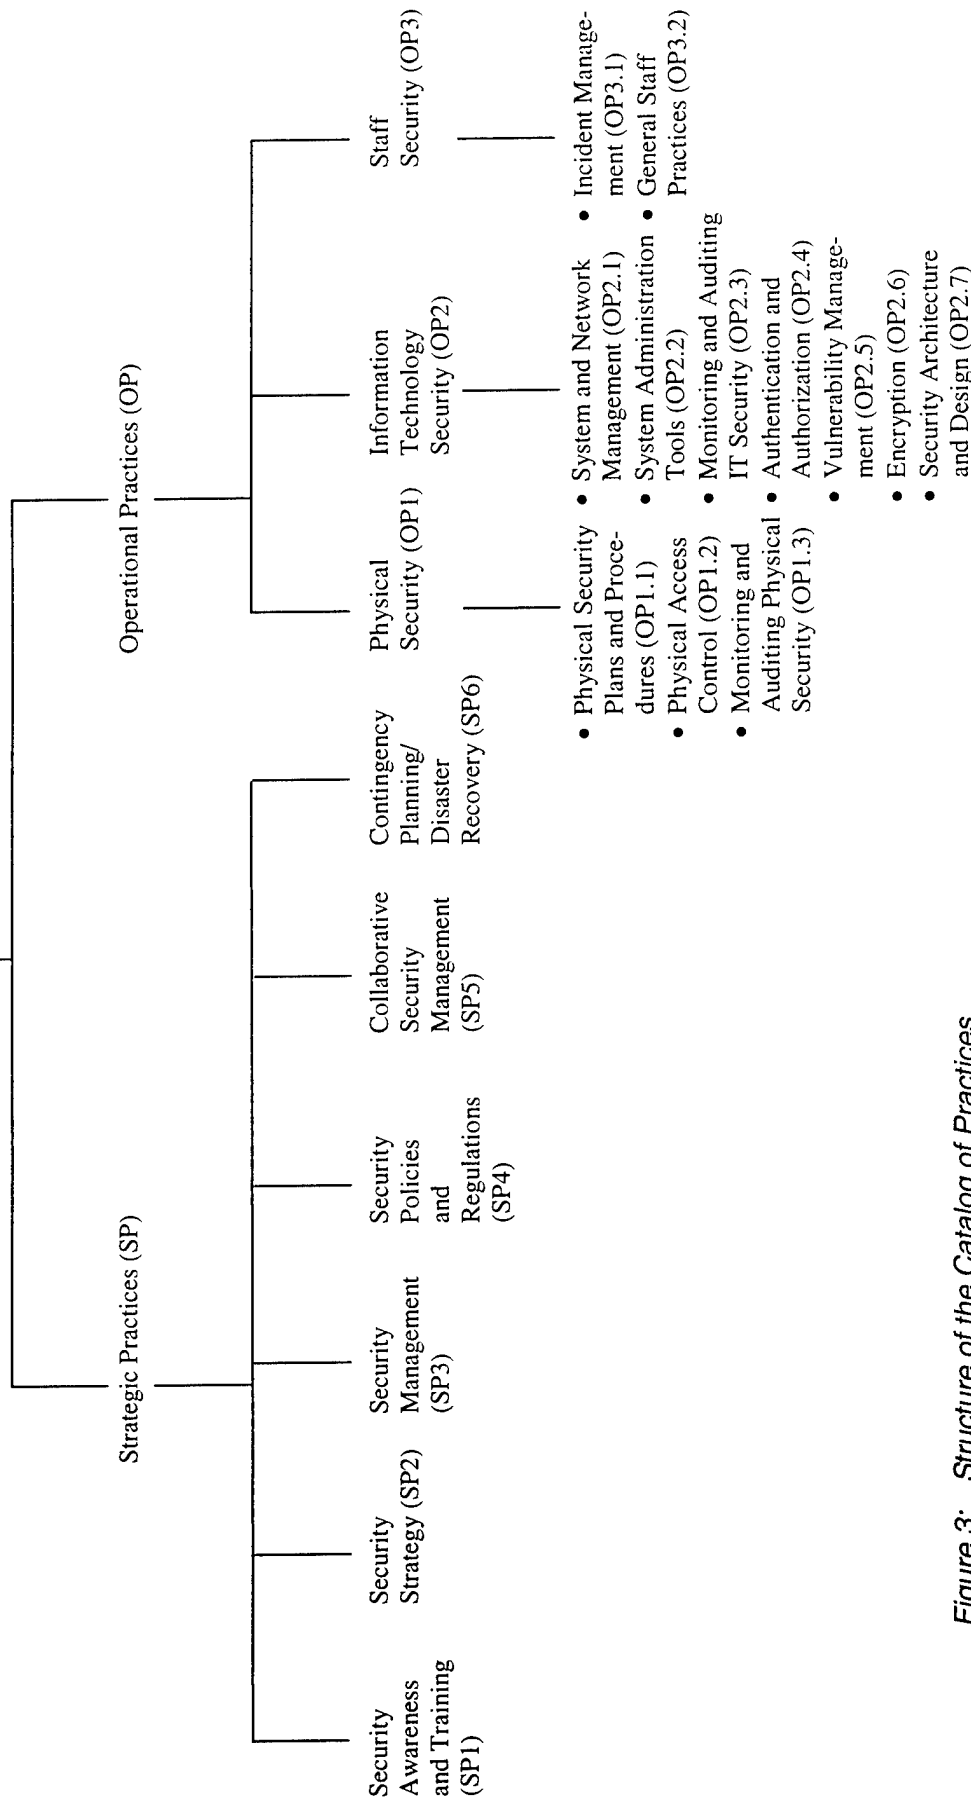 Strategic Practices (SP)
Operational Practices (OP)
Security
Awareness
and Training
(SP1)
Security
Strategy (SP2)
Security
Management
(SP3)
Security
Policies
and
Regulations
(SP4)
Collaborative
Security
Management
(SP5)
Contingency
Planning/
Disaster
Recovery (SP6)
Physical
Security (OP1)
Information
Technology
Security (OP2)
Staff
Security (OP3)
• Physical Security
Plans and Proce-
dures (OP1.1)
• Physical Access
Control (OP1.2)
• Monitoring and
Auditing Physical
Security (OP1.3)
• System and Network
Management (OP2.1)
• System Administration
Tools (OP2.2)
• Monitoring and Auditing
IT Security (OP2.3)
• Authentication and
Authorization (OP2.4)
• Vulnerability Manage-
ment (OP2.5)
• Encryption (OP2.6)
• Security Architecture
and Design (OP2.7)
• Incident Manage-
ment (OP3.1)
• General Staff
Practices (OP3.2)
Figure 3: Structure of the Catalog of Practices